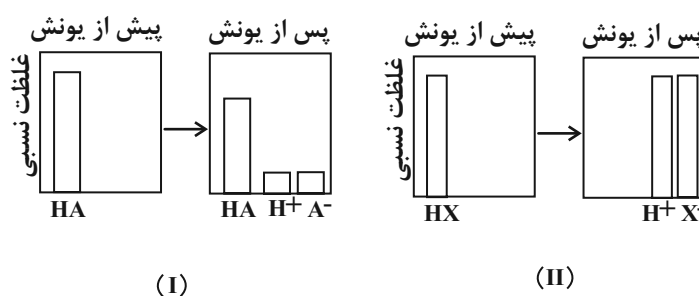 پیش از یونش
پس از یونش
غلظت نسبی
HA
HA H+ A-
(I)
پیش از یونش
پس از یونش
غلظت نسبی
HX
H+ X-
(II)